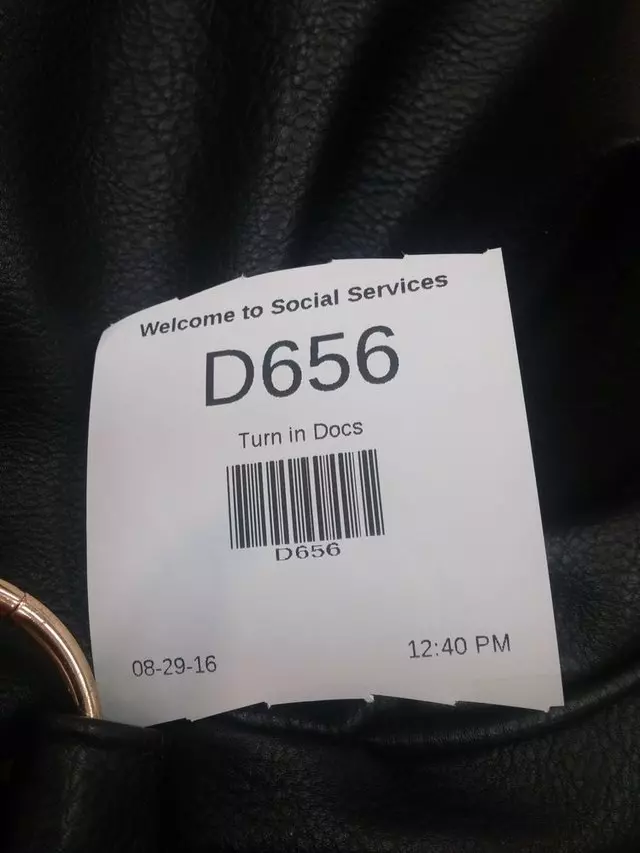 Welcome to Social Services
D656
Turn in Docs
D656
08-29-16 12:40 PM